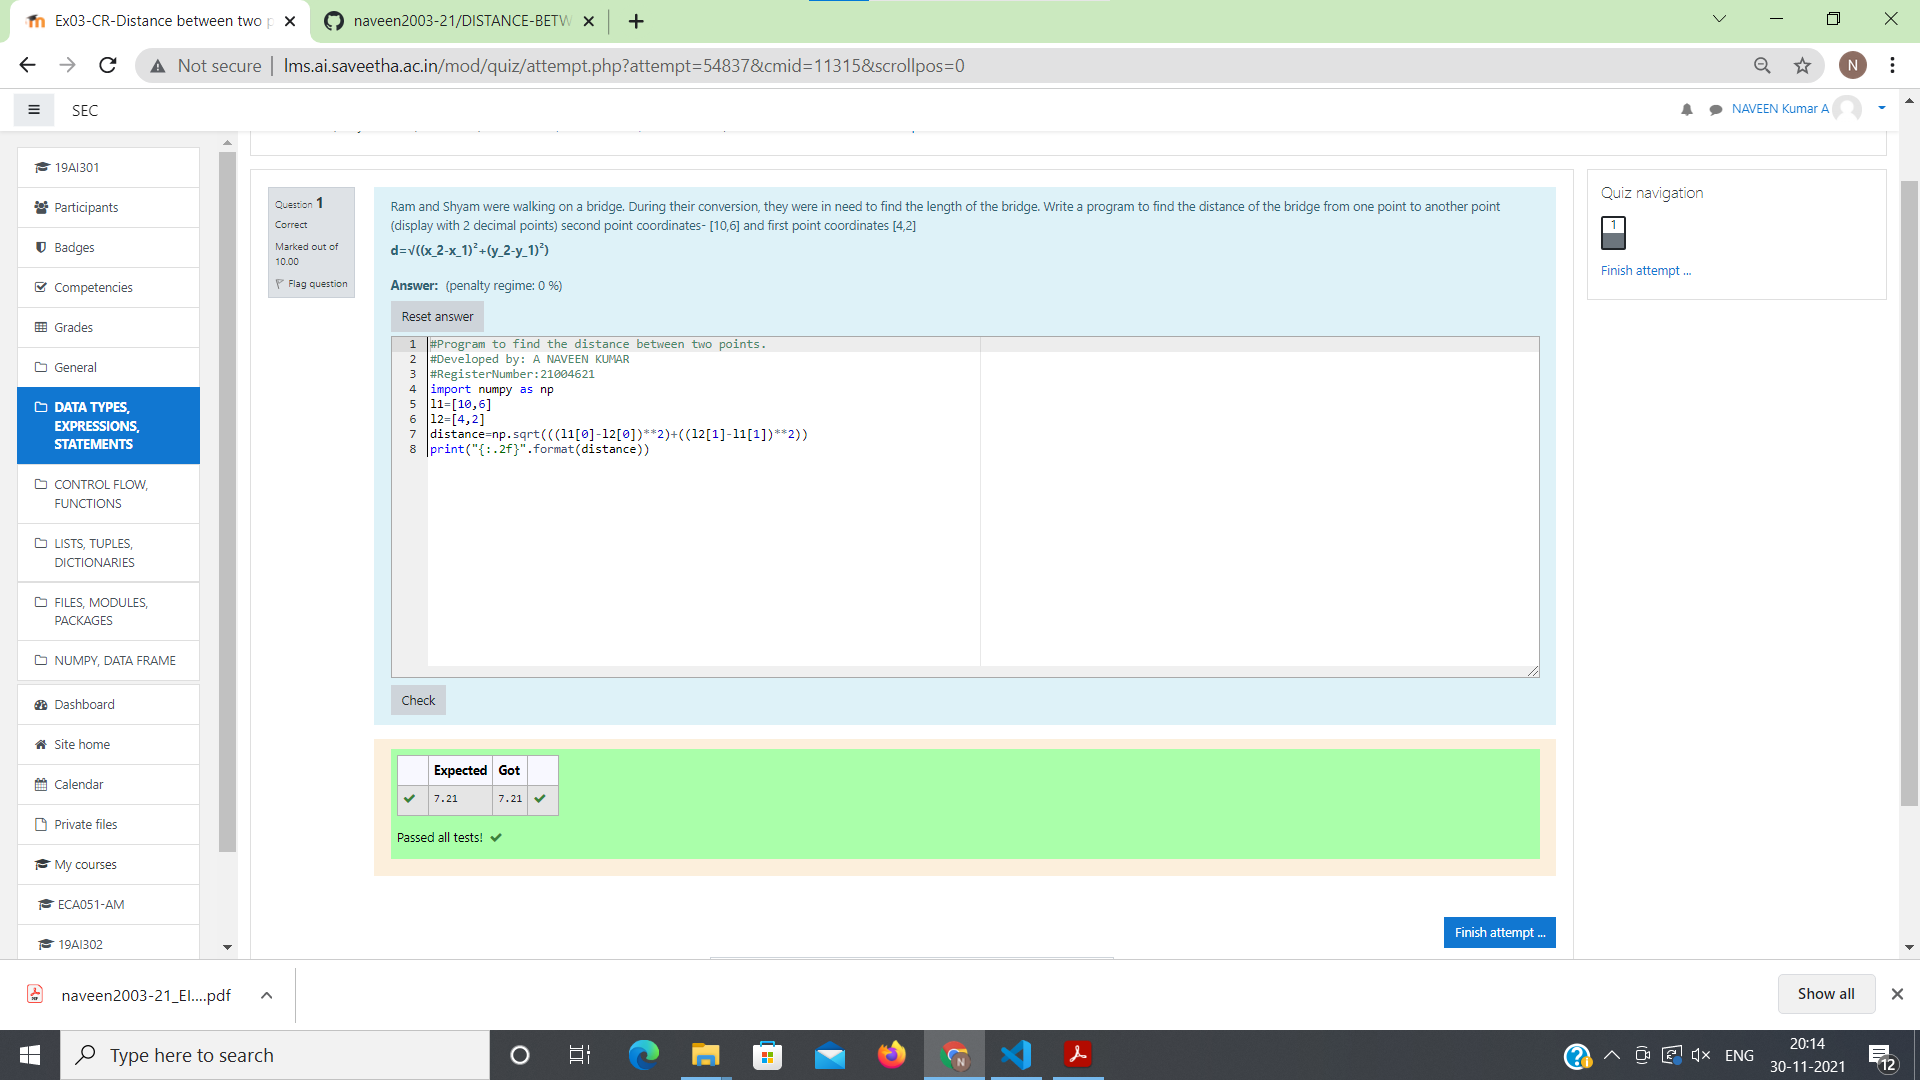 Ex03-CR-Distance between two p
naveen2003-21/DISTANCE-BETW
Not secure
lms.ai.saveetha.ac.in/mod/quiz/attempt.php?attempt=54837&cmid=11315&scrollpos=0
N
SEC
NAVEEN Kumar A
19AI301
Participants
Badges
Competencies
Grades
General
DATA TYPES,
EXPRESSIONS,
STATEMENTS
CONTROL FLOW,
FUNCTIONS
LISTS, TUPLES,
DICTIONARIES
FILES, MODULES,
PACKAGES
NUMPY, DATA FRAME
Dashboard
Site home
Calendar
Private files
My courses
ECA051-AM
19AI302
Question 1
Correct
Marked out of
10.00
Flag question
Ram and Shyam were walking on a bridge. During their conversion, they were in need to find the length of the bridge. Write a program to find the distance of the bridge from one point to another point
(display with 2 decimal points) second point coordinates- [10,6] and first point coordinates [4,2]
d=√((x_2-x_1)²+(y_2-y_1)²)
Answer: (penalty regime: 0 %)
Reset answer
1 #Program to find the distance between two points.
2 #Developed by: A NAVEEN KUMAR
3 #RegisterNumber:21004621
4 import numpy as np
5 l1=[10,6]
6 l2=[4,2]
7 distance=np.sqrt(((l1[0]-l2[0])**2)+((l2[1]-l1[1])**2))
8 print("{:.2f}".format(distance))
Check
Expected Got
7.21 7.21
Passed all tests!
Finish attempt ...
Quiz navigation
1
Finish attempt ...
naveen2003-21_EI....pdf
Show all
Type here to search
N
ENG
20:14
30-11-2021
12